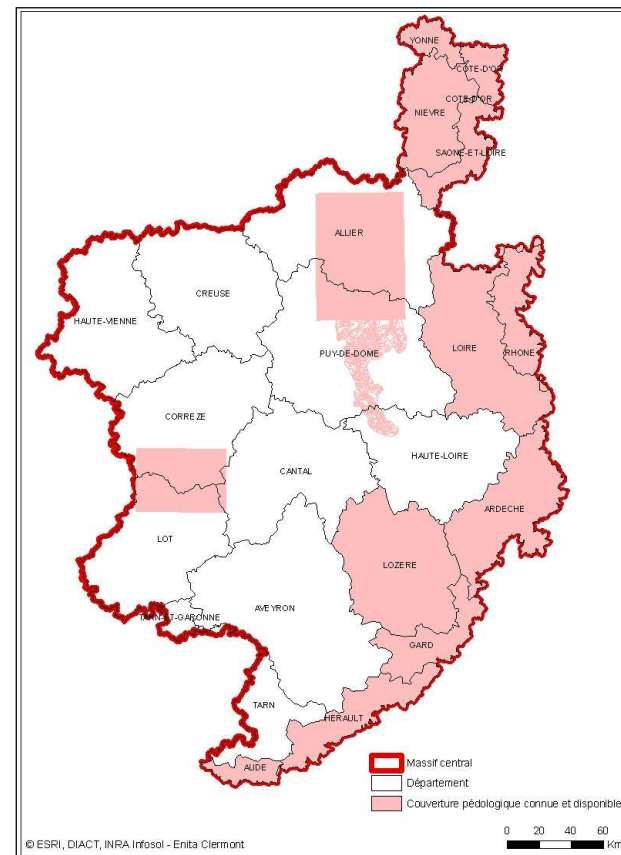 YONNE
COTE-D'OR
COTE-D'OR
NIEVRE
SAONE-ET-LOIRE
ALLIER
CREUSE
HAUTE-VIENNE
LOIRE
RHONE
PUY-DE-DOME
CORREZE
HAUTE-LOIRE
CANTAL
ARDECHE
LOT
LOZERE
AVEYRON
TARN-ET-GARONNE
GARD
TARN
HERAULT
AUDE
Massif central
Département
Couverture pédologique connue et disponible
© ESRI, DIACT, INRA Infosol - Enita Clermont
0 20 40 60
Km